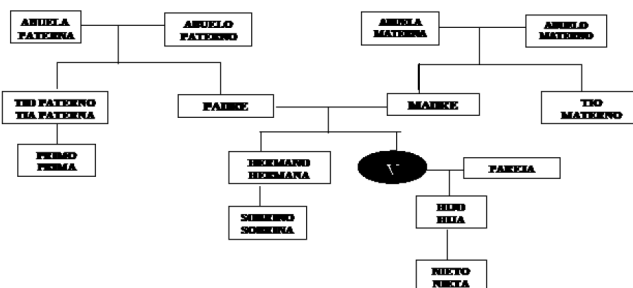 ABUELA
PATERNA
ABUELO
PATERNO
ABUELA
MATERNA
ABUELO
MATERNO
TIO PATERNO
TIA PATERNA
PADRE
MADRE
TIO
MATERNO
PRIMO
PRIMA
HERMANO
HERMANA
V
PAREJA
SOBRINO
SOBRINA
HIJO
HIJA
NIETO
NIETA